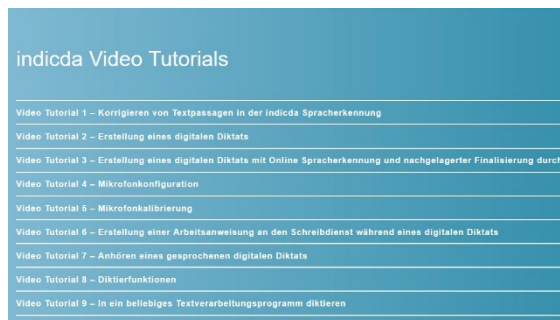 indicda Video Tutorials
Video Tutorial 1 – Korrigieren von Textpassagen in der indicda Spracherkennung
Video Tutorial 2 – Erstellung eines digitalen Diktats
Video Tutorial 3 – Erstellung eines digitalen Diktats mit Online Spracherkennung und nachgelagerter Finalisierung durch
Video Tutorial 4 – Mikrofonkonfiguration
Video Tutorial 5 – Mikrofonkalibrierung
Video Tutorial 6 – Erstellung einer Arbeitsanweisung an den Schreibdienst während eines digitalen Diktats
Video Tutorial 7 – Anhören eines gesprochenen digitalen Diktats
Video Tutorial 8 – Diktierfunktionen
Video Tutorial 9 – In ein beliebiges Textverarbeitungsprogramm diktieren